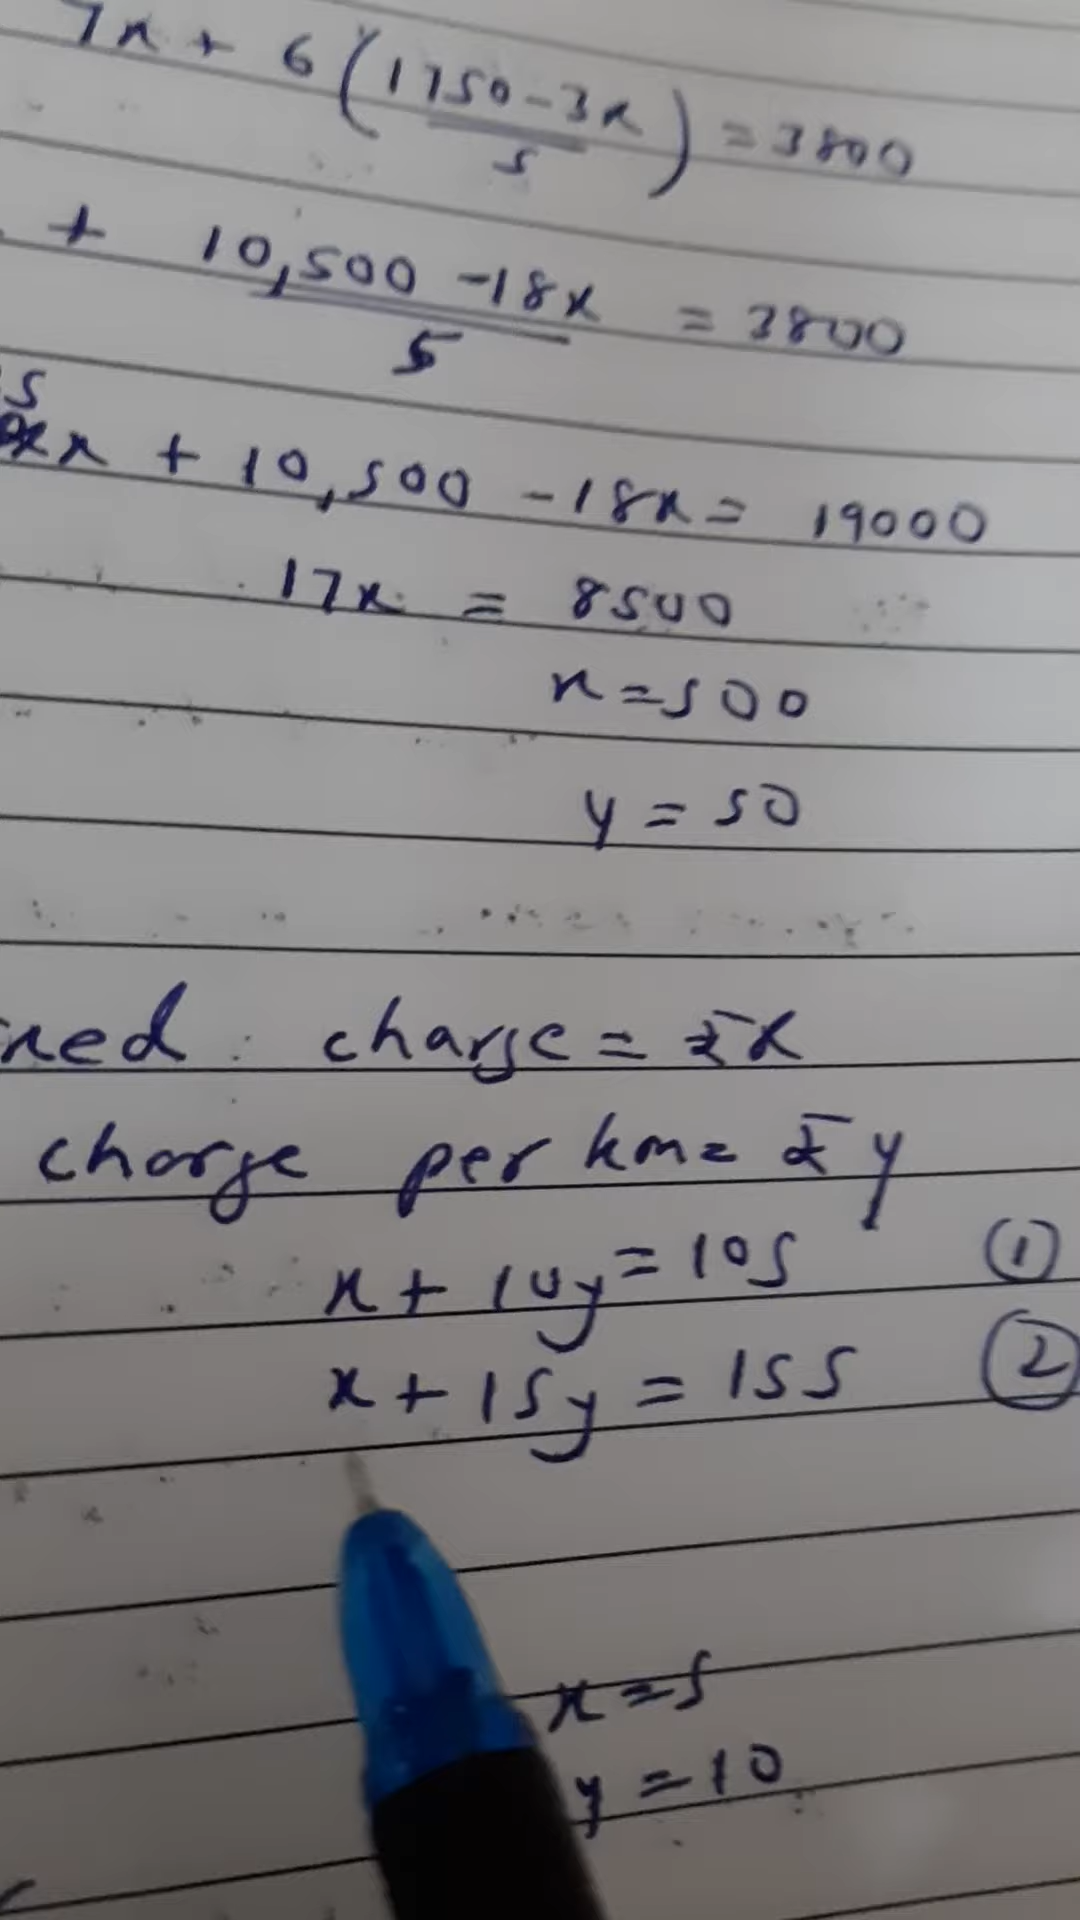 7x + 6 (1750 - 3x / 5) = 3800
+ 10,500 - 18x / 5 = 3800
5
x + 10,500 - 18x = 19000
17x = 8500
x = 500
y = 50
charge = ₹x
charge per km = ₹ y
x + 10y = 105 ①
x + 15y = 155 ②
x = 5
y = 10